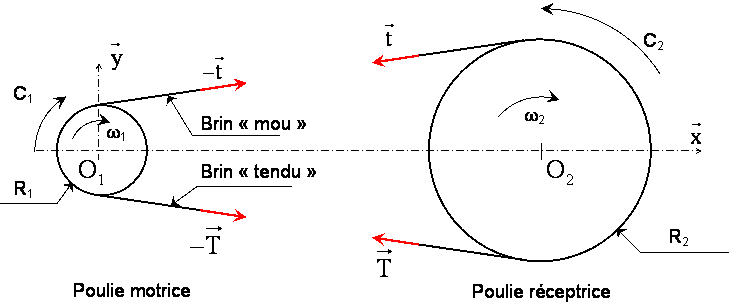 t⃗
C₂
y⃗
−t⃗
C₁
ω₁
Brin « mou »
ω₂
x⃗
O₁
Brin « tendu »
O₂
R₁
−T⃗
T⃗
R₂
Poulie motrice
Poulie réceptrice